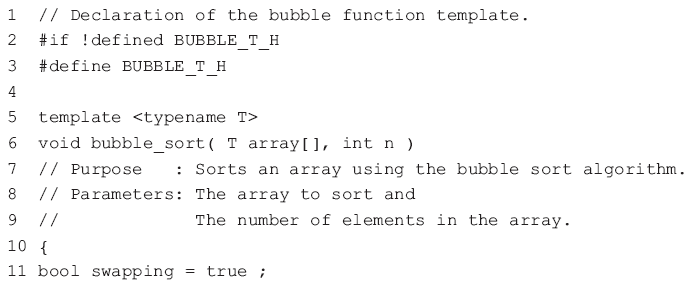 1  // Declaration of the bubble function template.
2  #if !defined BUBBLE_T_H
3  #define BUBBLE_T_H
4
5  template <typename T>
6  void bubble_sort( T array[], int n )
7  // Purpose   : Sorts an array using the bubble sort algorithm.
8  // Parameters: The array to sort and
9  //             The number of elements in the array.
10 {
11 bool swapping = true ;